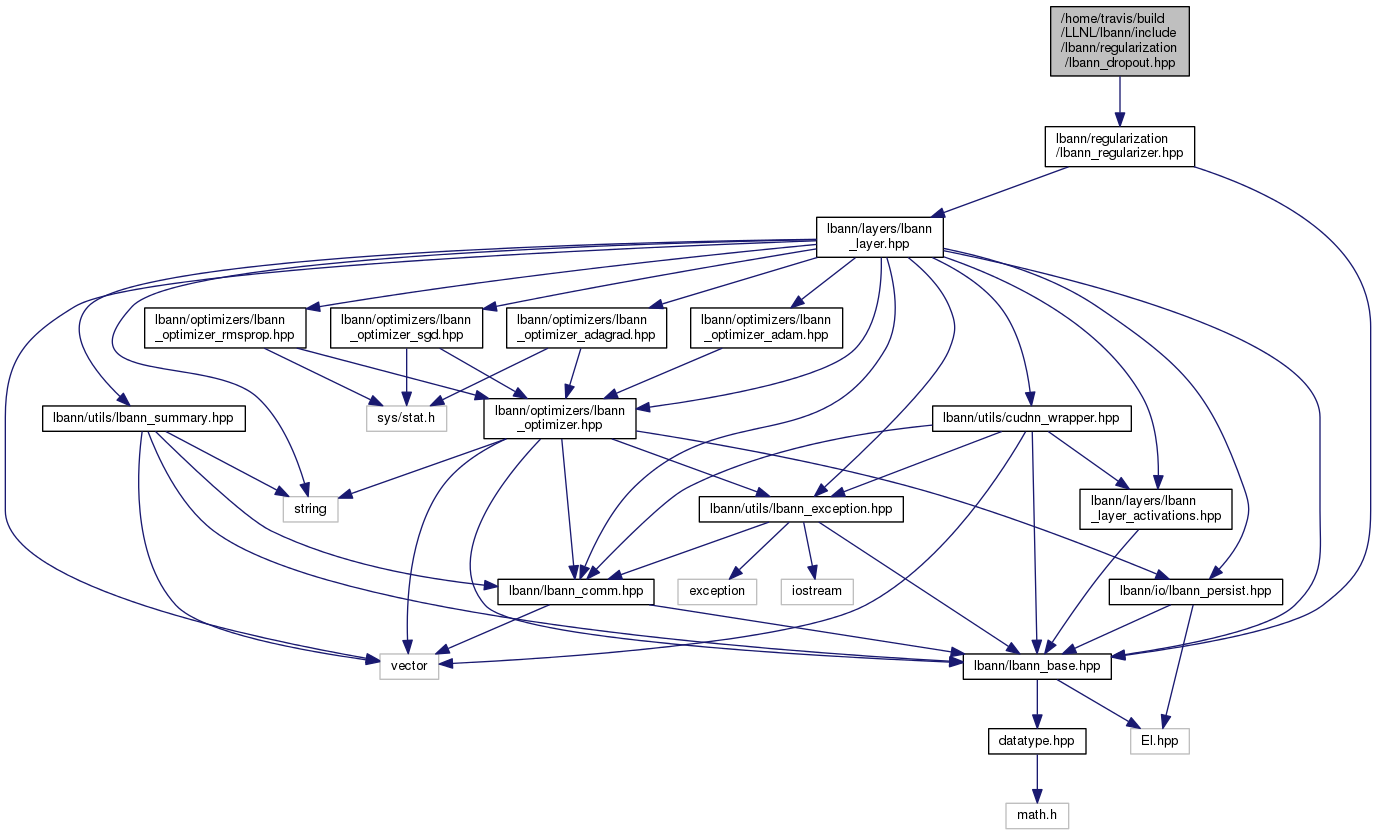 /home/travis/build
/LLNL/lbann/include
/lbann/regularization
/lbann_dropout.hpp
lbann/regularization
/lbann_regularizer.hpp
lbann/layers/lbann
_layer.hpp
lbann/optimizers/lbann
_optimizer_rmsprop.hpp
lbann/optimizers/lbann
_optimizer_sgd.hpp
lbann/optimizers/lbann
_optimizer_adagrad.hpp
lbann/optimizers/lbann
_optimizer_adam.hpp
lbann/utils/lbann_summary.hpp
sys/stat.h
lbann/optimizers/lbann
_optimizer.hpp
lbann/utils/cudnn_wrapper.hpp
string
lbann/utils/lbann_exception.hpp
lbann/layers/lbann
_layer_activations.hpp
lbann/lbann_comm.hpp
exception
iostream
lbann/io/lbann_persist.hpp
vector
lbann/lbann_base.hpp
datatype.hpp
El.hpp
math.h